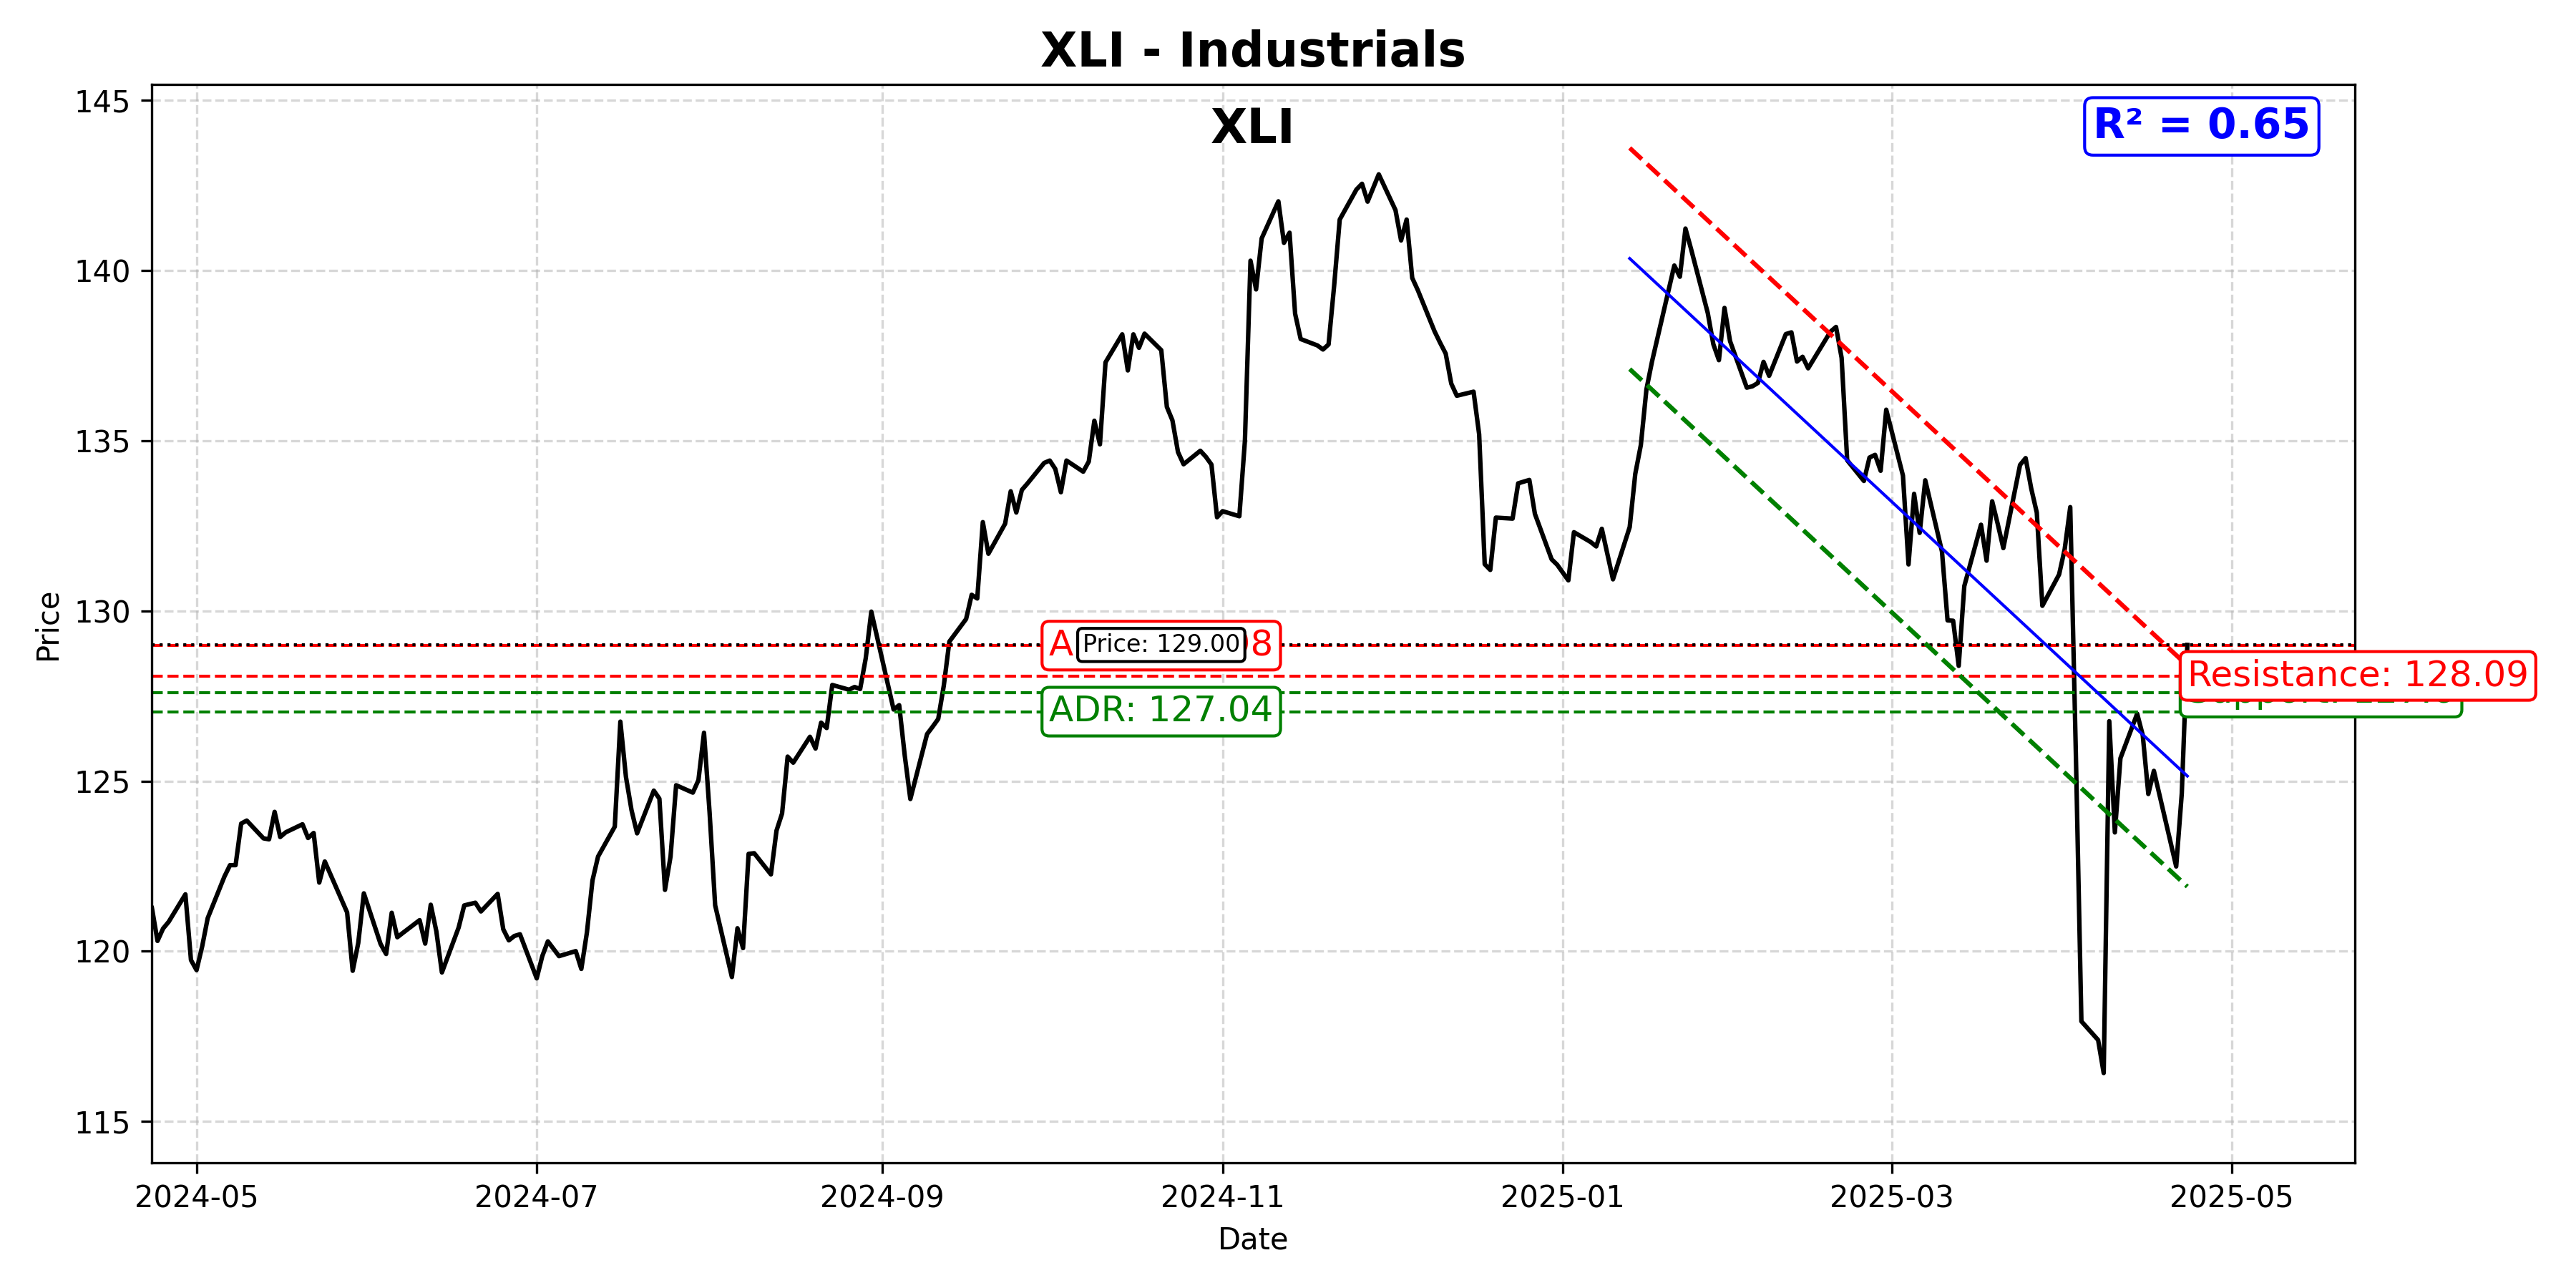 XLI - Industrials
XLI
R² = 0.65
145
140
135
130
125
120
115
Price
A
Price: 129.00
8
ADR: 127.04
Resistance: 128.09
2024-05
2024-07
2024-09
2024-11
2025-01
2025-03
2025-05
Date